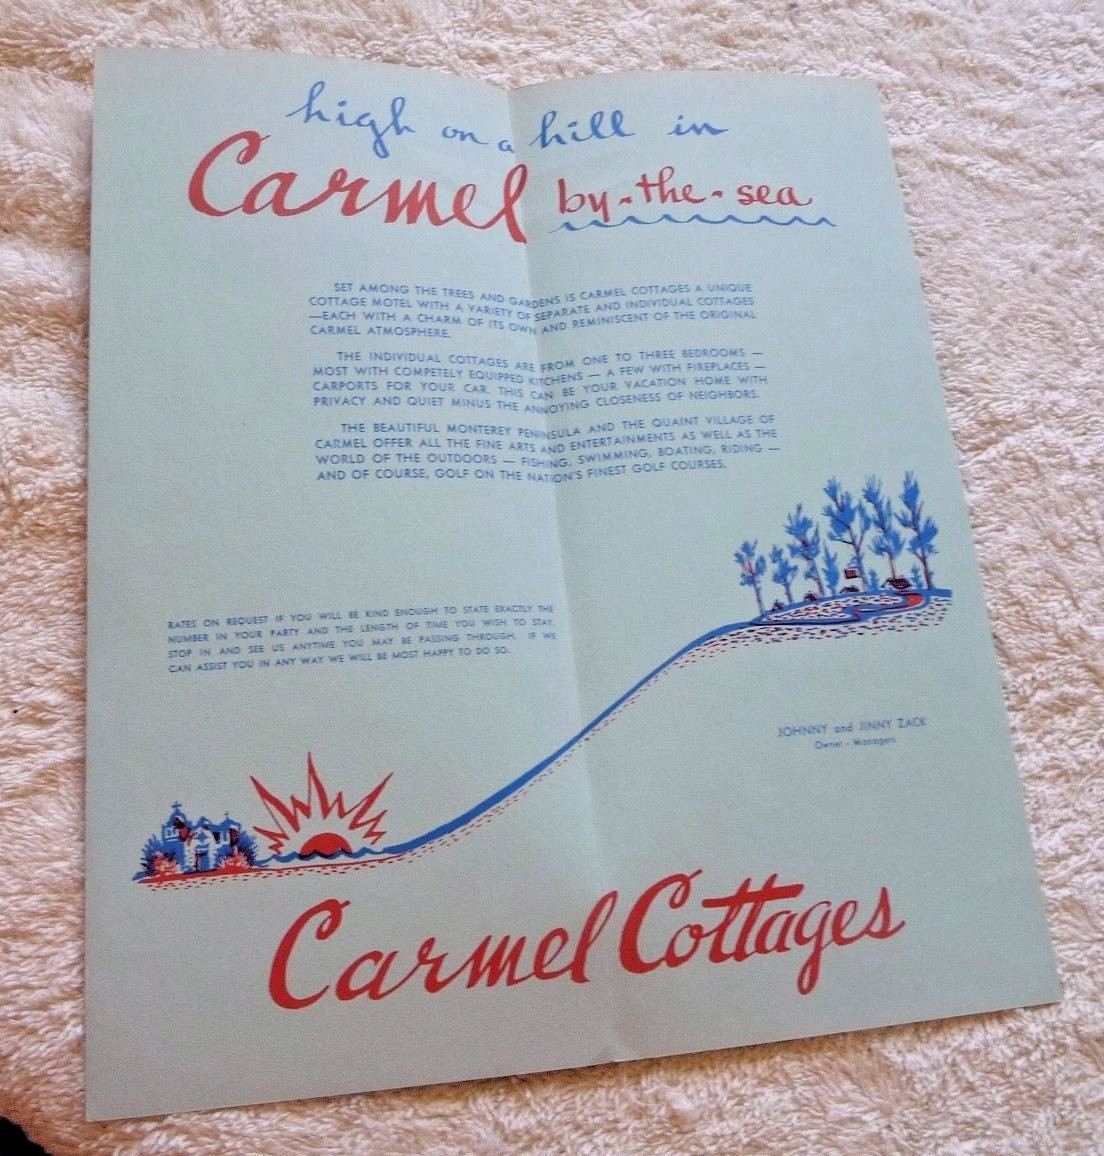 high on a hill in
Carmel by-the-sea
SET AMONG THE TREES AND GARDENS IS CARMEL COTTAGES A UNIQUE
COTTAGE MOTEL WITH A VARIETY OF SEPARATE AND INDIVIDUAL COTTAGES
—EACH WITH A CHARM OF ITS OWN AND REMINISCENT OF THE ORIGINAL
CARMEL ATMOSPHERE.
THE INDIVIDUAL COTTAGES ARE FROM ONE TO THREE BEDROOMS —
MOST WITH COMPETELY EQUIPPED KITCHENS — A FEW WITH FIREPLACES —
CARPORTS FOR YOUR CAR. THIS CAN BE YOUR VACATION HOME WITH
PRIVACY AND QUIET MINUS THE ANNOYING CLOSENESS OF NEIGHBORS.
THE BEAUTIFUL MONTEREY PENINSULA AND THE QUAINT VILLAGE OF
CARMEL OFFER ALL THE FINE ARTS AND ENTERTAINMENTS AS WELL AS THE
WORLD OF THE OUTDOORS — FISHING, SWIMMING, BOATING, RIDING —
AND OF COURSE, GOLF ON THE NATION'S FINEST GOLF COURSES.
RATES ON REQUEST IF YOU WILL BE KIND ENOUGH TO STATE EXACTLY THE
NUMBER IN YOUR PARTY AND THE LENGTH OF TIME YOU WISH TO STAY.
STOP IN AND SEE US ANYTIME YOU MAY BE PASSING THROUGH. IF WE
CAN ASSIST YOU IN ANY WAY WE WILL BE MOST HAPPY TO DO SO.
JOHNNY and JINNY ZACK
Owner - Managers
Carmel Cottages